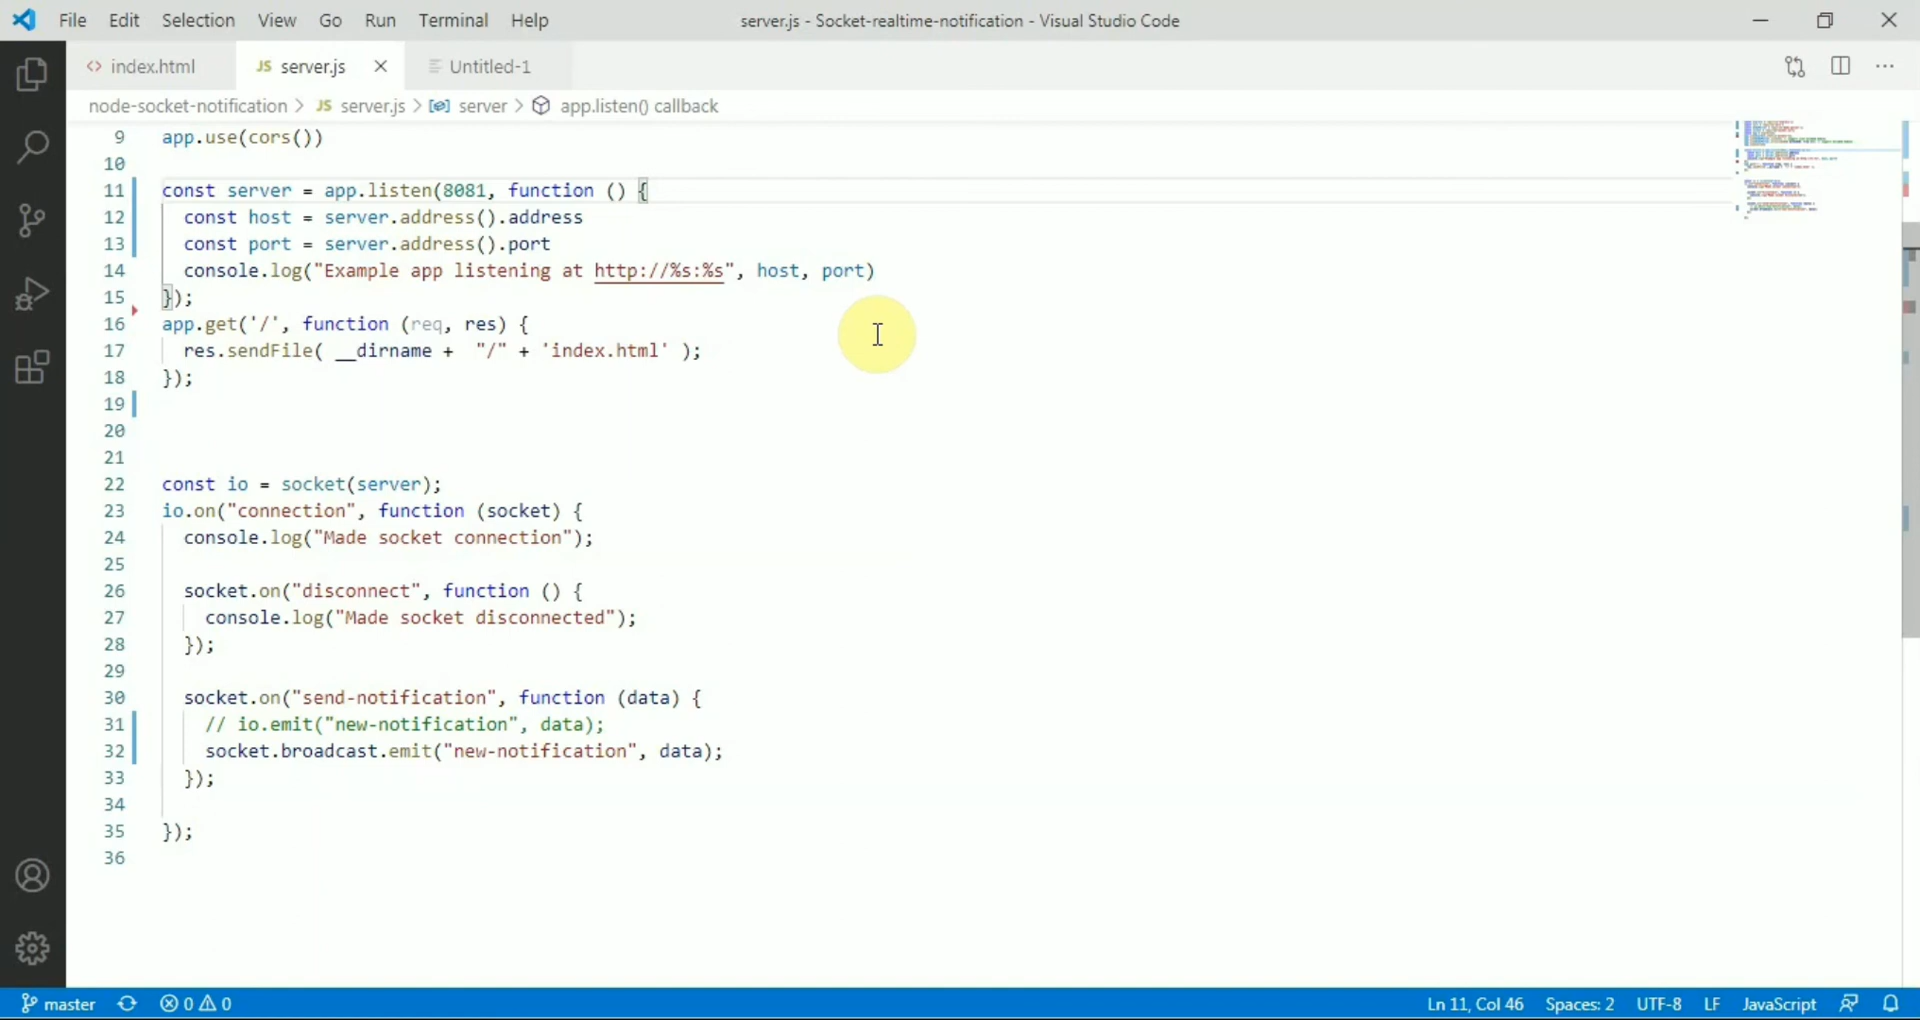 File Edit Selection View Go Run Terminal Help server.js - Socket-realtime-notification - Visual Studio Code
<> index.html JS server.js Untitled-1
node-socket-notification > JS server.js > server > app.listen() callback
9 app.use(cors())
10
11 const server = app.listen(8081, function () {
12 const host = server.address().address
13 const port = server.address().port
14 console.log("Example app listening at http://%s:%s", host, port)
15 });
16 app.get('/', function (req, res) {
17 res.sendFile( __dirname + "/" + 'index.html' );
18 });
19
20
21
22 const io = socket(server);
23 io.on("connection", function (socket) {
24 console.log("Made socket connection");
25
26 socket.on("disconnect", function () {
27 console.log("Made socket disconnected");
28 });
29
30 socket.on("send-notification", function (data) {
31 // io.emit("new-notification", data);
32 socket.broadcast.emit("new-notification", data);
33 });
34
35 });
36
master 0 0 Ln 11, Col 46 Spaces: 2 UTF-8 LF JavaScript